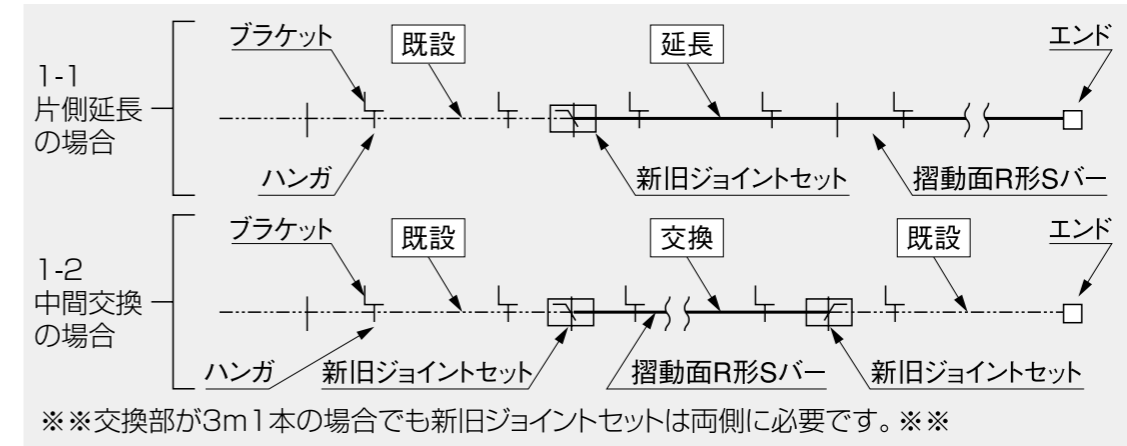 ブラケット 既設 延長 エンド
1-1
片側延長
の場合
ハンガ 新旧ジョイントセット 摺動面R形Sバー
ブラケット 既設 交換 既設 エンド
1-2
中間交換
の場合
ハンガ 新旧ジョイントセット 摺動面R形Sバー 新旧ジョイントセット
※※交換部が3m1本の場合でも新旧ジョイントセットは両側に必要です。※※